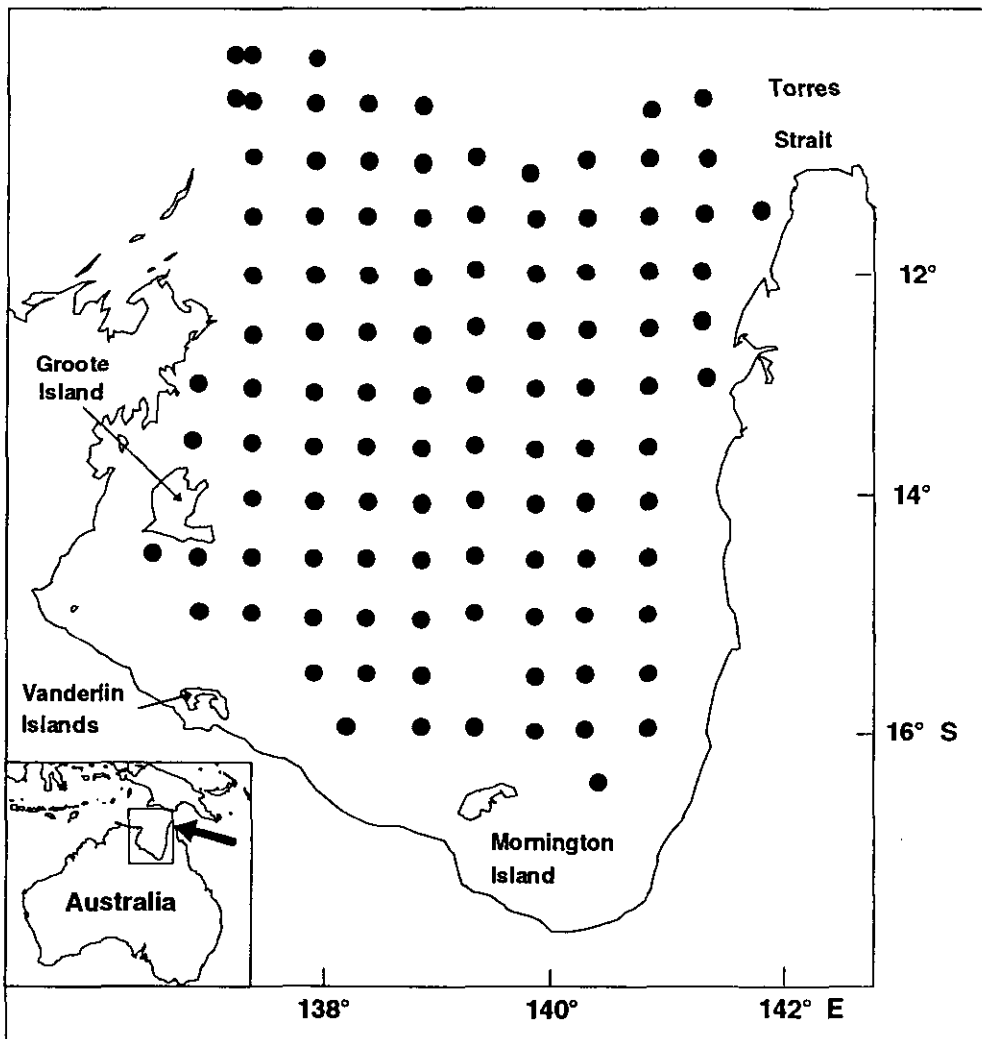 Torres
Strait
12°
Groote
Island
14°
Vanderlin
Islands
16° S
Mornington
Island
Australia
138°
140°
142° E